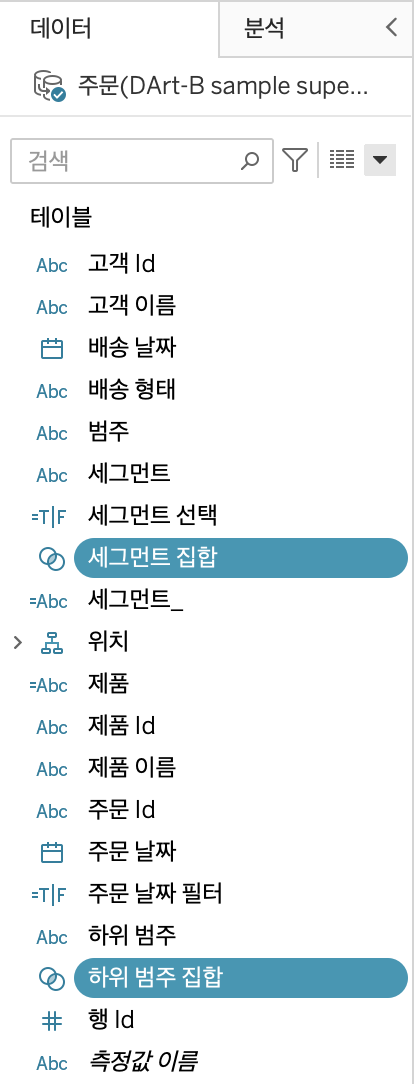 데이터 분석
주문(DArt-B sample supe...
검색
테이블
Abc 고객 Id
Abc 고객 이름
배송 날짜
Abc 배송 형태
Abc 범주
Abc 세그먼트
=T|F 세그먼트 선택
세그먼트 집합
=Abc 세그먼트_
위치
=Abc 제품
Abc 제품 Id
Abc 제품 이름
Abc 주문 Id
주문 날짜
=T|F 주문 날짜 필터
Abc 하위 범주
하위 범주 집합
# 행 Id
Abc 측정값 이름